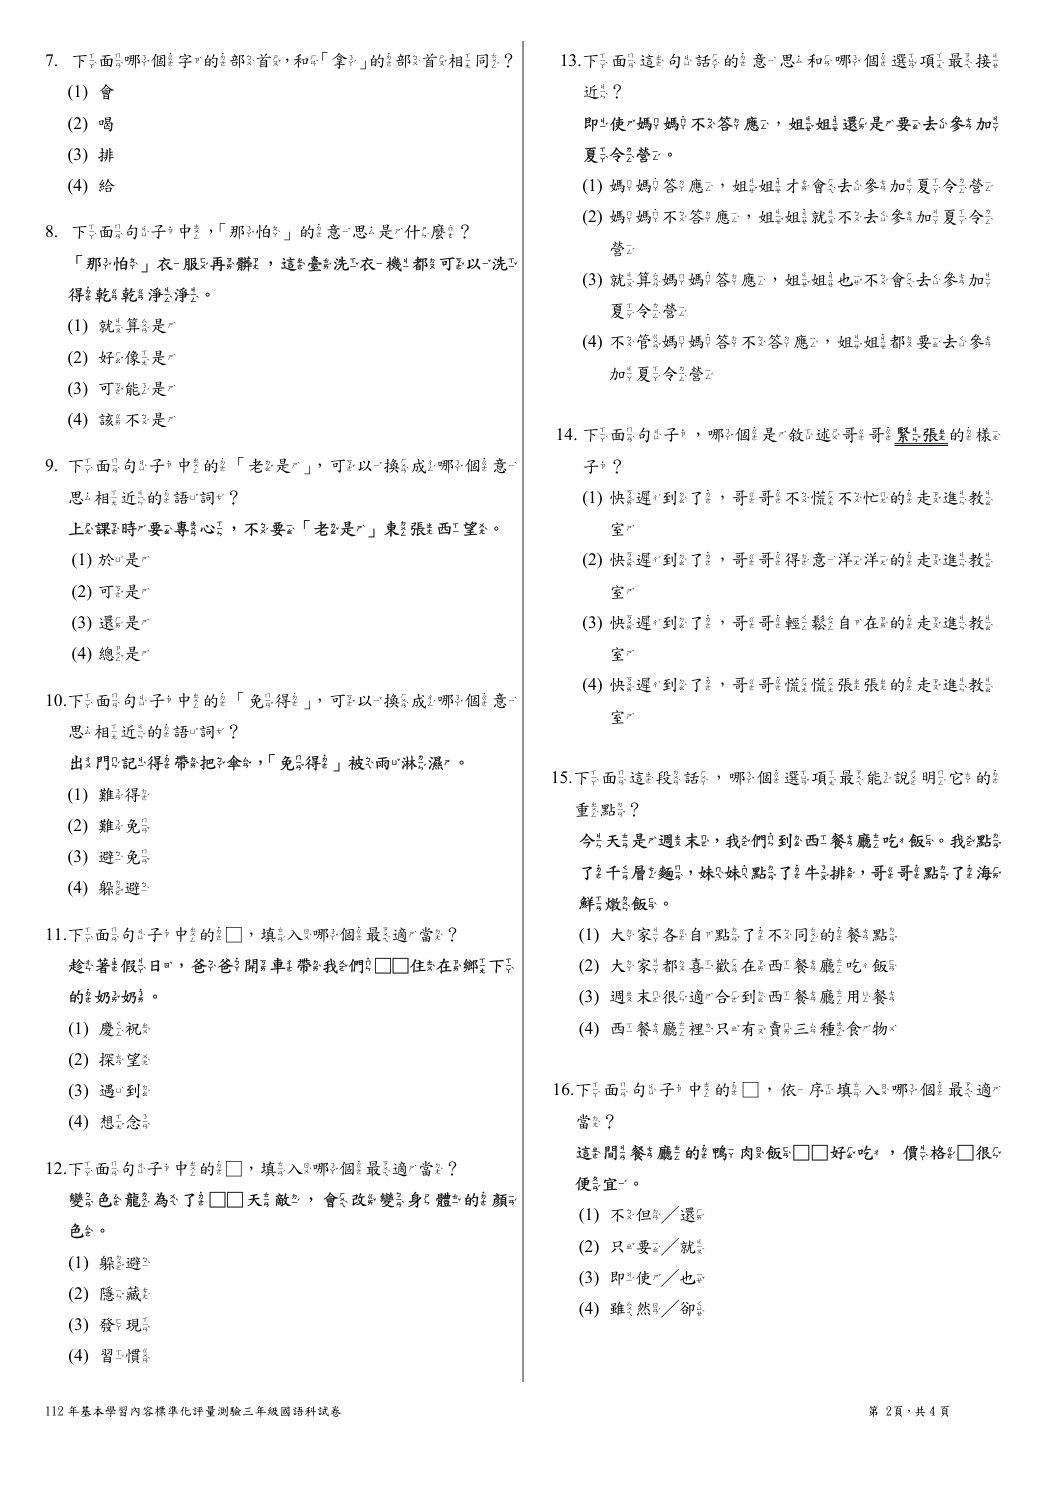 7. 下面哪個字的部首，和「拿」的部首相同？
(1) 會
(2) 喝
(3) 排
(4) 給
8. 下面句子中，「那怕」的意思是什麼？
「那怕」衣服再髒，這臺洗衣機都可以洗
得乾乾淨淨。
(1) 就算是
(2) 好像是
(3) 可能是
(4) 該不是
9. 下面句子中的「老是」，可以換成哪個意
思相近的語詞？
上課時要專心，不要「老是」東張西望。
(1) 於是
(2) 可是
(3) 還是
(4) 總是
10.下面句子中的「免得」，可以換成哪個意
思相近的語詞？
出門記得帶把傘，「免得」被雨淋濕。
(1) 難得
(2) 難免
(3) 避免
(4) 躲避
11.下面句子中的□，填入哪個最適當？
趁著假日，爸爸開車帶我們□□住在鄉下
的奶奶。
(1) 慶祝
(2) 探望
(3) 遇到
(4) 想念
12.下面句子中的□，填入哪個最適當？
變色龍為了□□天敵，會改變身體的顏
色。
(1) 躲避
(2) 隱藏
(3) 發現
(4) 習慣
13.下面這句話的意思和哪個選項最接
近？
即使媽媽不答應，姐姐還是要去參加
夏令營。
(1) 媽媽答應，姐姐才會去參加夏令營
(2) 媽媽不答應，姐姐就不去參加夏令
營
(3) 就算媽媽答應，姐姐也不會去參加
夏令營
(4) 不管媽媽答不答應，姐姐都要去參
加夏令營
14. 下面句子，哪個是敘述哥哥緊張的樣
子？
(1) 快遲到了，哥哥不慌不忙的走進教
室
(2) 快遲到了，哥哥得意洋洋的走進教
室
(3) 快遲到了，哥哥輕鬆自在的走進教
室
(4) 快遲到了，哥哥慌慌張張的走進教
室
15.下面這段話，哪個選項最能說明它的
重點？
今天是週末，我們到西餐廳吃飯。我點
了千層麵，妹妹點了牛排，哥哥點了海
鮮燉飯。
(1) 大家各自點了不同的餐點
(2) 大家都喜歡在西餐廳吃飯
(3) 週末很適合到西餐廳用餐
(4) 西餐廳裡只有賣三種食物
16.下面句子中的□，依序填入哪個最適
當？
這間餐廳的鴨肉飯□□好吃，價格□很
便宜。
(1) 不但／還
(2) 只要／就
(3) 即使／也
(4) 雖然／卻
112 年基本學習內容標準化評量測驗三年級國語科試卷
第 2頁，共 4 頁